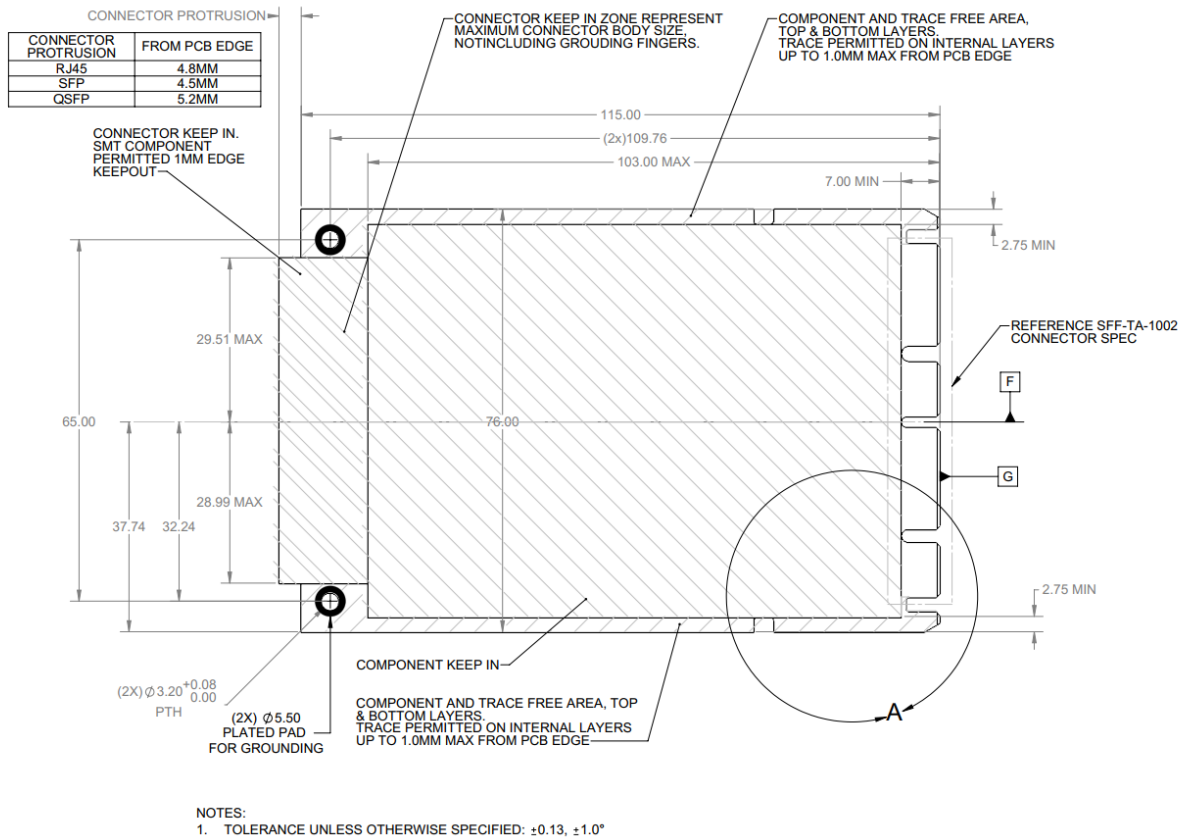 CONNECTOR PROTRUSION
CONNECTOR PROTRUSION FROM PCB EDGE
RJ45 4.8MM
SFP 4.5MM
QSFP 5.2MM
CONNECTOR KEEP IN ZONE REPRESENT
MAXIMUM CONNECTOR BODY SIZE,
NOTINCLUDING GROUDING FINGERS.
COMPONENT AND TRACE FREE AREA,
TOP & BOTTOM LAYERS.
TRACE PERMITTED ON INTERNAL LAYERS
UP TO 1.0MM MAX FROM PCB EDGE
CONNECTOR KEEP IN.
SMT COMPONENT
PERMITTED 1MM EDGE
KEEPOUT
115.00
(2x)109.76
103.00 MAX
7.00 MIN
2.75 MIN
REFERENCE SFF-TA-1002
CONNECTOR SPEC
29.51 MAX
F
65.00
76.00
G
28.99 MAX
37.74
32.24
2.75 MIN
COMPONENT KEEP IN
(2X) Ø3.20 +0.08 0.00
PTH
(2X) Ø5.50
PLATED PAD
FOR GROUNDING
COMPONENT AND TRACE FREE AREA, TOP
& BOTTOM LAYERS.
TRACE PERMITTED ON INTERNAL LAYERS
UP TO 1.0MM MAX FROM PCB EDGE
A
NOTES:
1. TOLERANCE UNLESS OTHERWISE SPECIFIED: ±0.13, ±1.0°